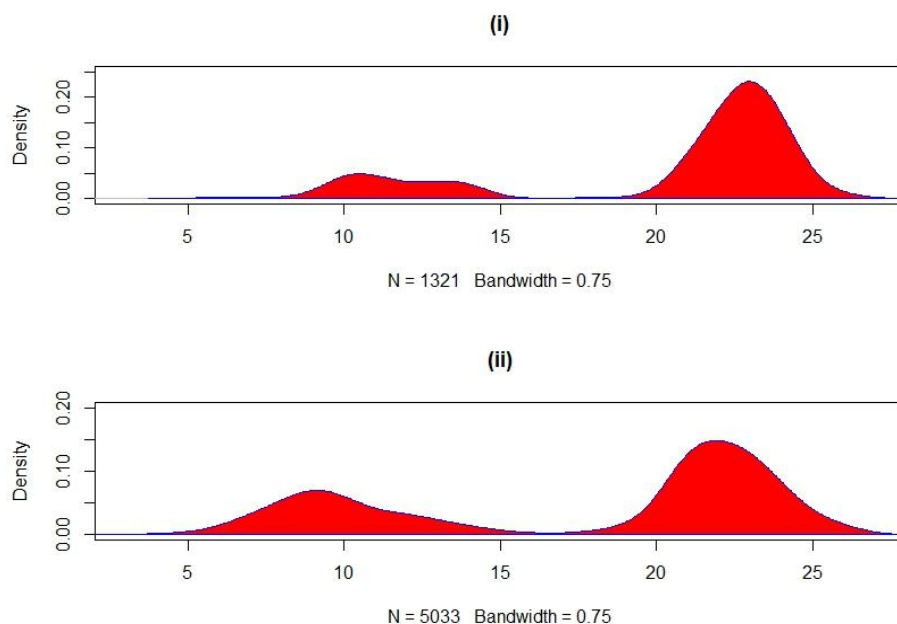 (i)
Density
0.20
0.10
0.00
5 10 15 20 25
N = 1321 Bandwidth = 0.75
(ii)
Density
0.20
0.10
0.00
5 10 15 20 25
N = 5033 Bandwidth = 0.75